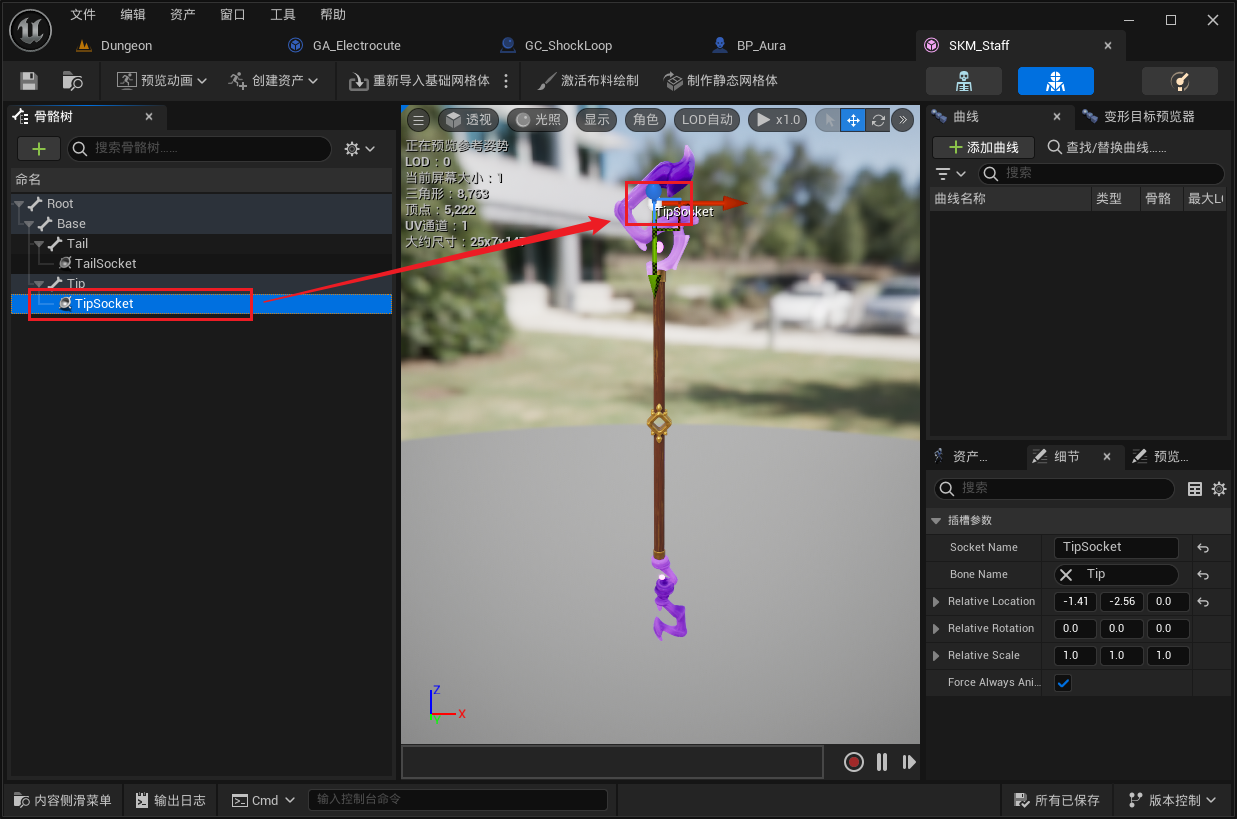 文件 编辑 资产 窗口 工具 帮助
Dungeon GA_Electrocute GC_ShockLoop BP_Aura SKM_Staff
预览动画 创建资产 重新导入基础网格体 激活布料绘制 制作静态网格体
骨骼树
搜索骨骼树……
命名
Root
Base
Tail
TailSocket
Tip
TipSocket
透视 光照 显示 角色 LOD自动 x1.0
正在预览参考姿势
LOD：0
当前屏幕大小：1
三角形：8,763
顶点：5,222
UV通道：1
大约尺寸：25x7x147
TipSocket
Z
X
曲线 变形目标预览器
添加曲线 查找/替换曲线……
搜索
曲线名称 类型 骨骼 最大L
资产... 细节 预览...
搜索
插槽参数
Socket Name TipSocket
Bone Name Tip
Relative Location -1.41 -2.56 0.0
Relative Rotation 0.0 0.0 0.0
Relative Scale 1.0 1.0 1.0
Force Always Ani...
内容侧滑菜单 输出日志 Cmd 输入控制台命令 所有已保存 版本控制